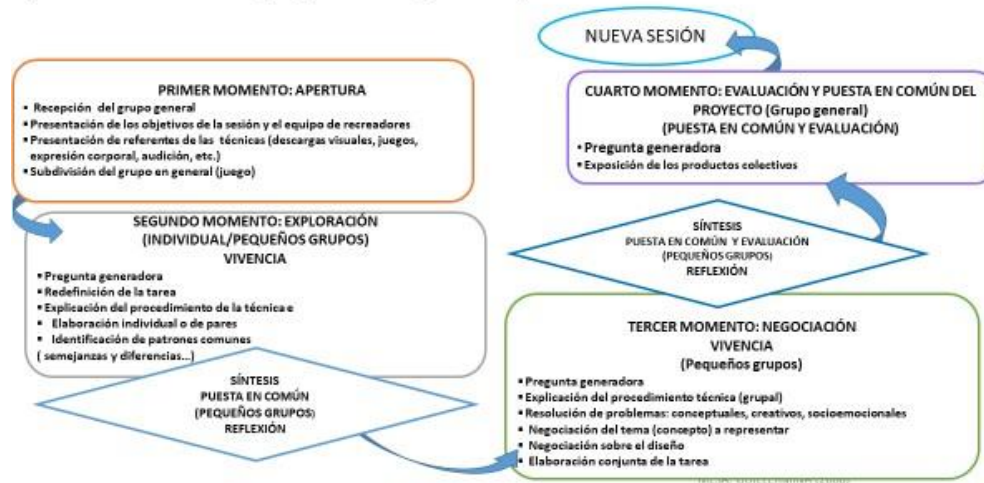 PRIMER MOMENTO: APERTURA
▪ Recepción del grupo general
▪ Presentación de los objetivos de la sesión y el equipo de recreadores
▪ Presentación de referentes de las técnicas (descargas visuales, juegos,
expresión corporal, audición, etc.)
▪ Subdivisión del grupo en general (juego)
SEGUNDO MOMENTO: EXPLORACIÓN
(INDIVIDUAL/PEQUEÑOS GRUPOS)
VIVENCIA
▪ Pregunta generadora
▪ Redefinición de la tarea
▪ Explicación del procedimiento de la técnica e
▪ Elaboración individual o de pares
▪ Identificación de patrones comunes
( semejanzas y diferencias...)
SÍNTESIS
PUESTA EN COMÚN
(PEQUEÑOS GRUPOS)
REFLEXIÓN
TERCER MOMENTO: NEGOCIACIÓN
VIVENCIA
(Pequeños grupos)
▪ Pregunta generadora
▪ Explicación del procedimiento técnica (grupal)
▪ Resolución de problemas: conceptuales, creativos, socioemocionales
▪ Negociación del tema (concepto) a representar
▪ Negociación sobre el diseño
▪ Elaboración conjunta de la tarea
SÍNTESIS
PUESTA EN COMÚN Y EVALUACIÓN
(PEQUEÑOS GRUPOS)
REFLEXIÓN
CUARTO MOMENTO: EVALUACIÓN Y PUESTA EN COMÚN DEL
PROYECTO (Grupo general)
(PUESTA EN COMÚN Y EVALUACIÓN)
▪ Pregunta generadora
▪ Exposición de los productos colectivos
NUEVA SESIÓN